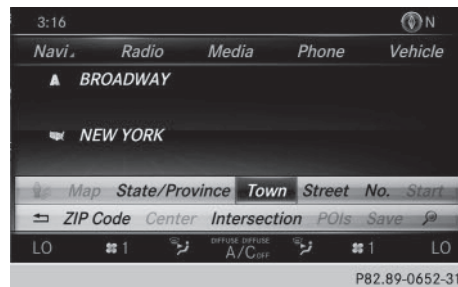 3:16 N
Navi Radio Media Phone Vehicle
BROADWAY
NEW YORK
Map State/Province Town Street No. Start
ZIP Code Center Intersection POIs Save
LO 1 DIFFUSE DIFFUSE 1 LO
A/C OFF
P82.89-0652-31